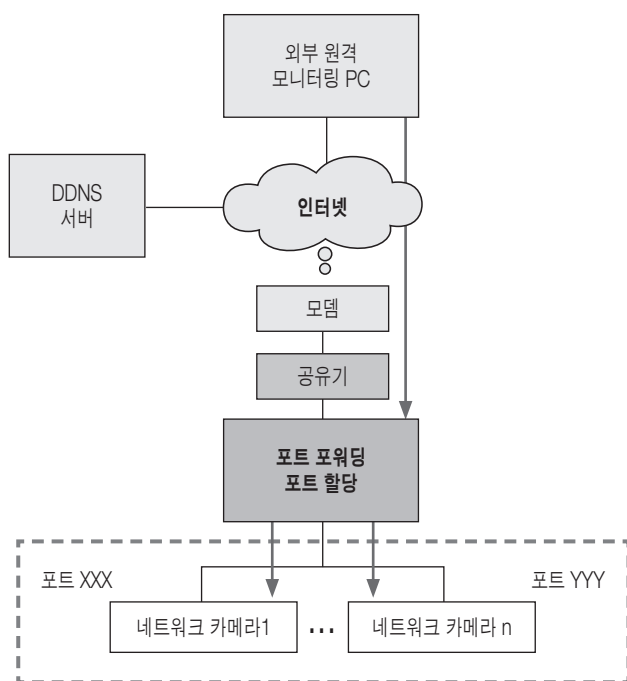 외부 원격
모니터링 PC
DDNS
서버
인터넷
모뎀
공유기
포트 포워딩
포트 할당
포트 XXX
포트 YYY
네트워크 카메라1
...
네트워크 카메라 n